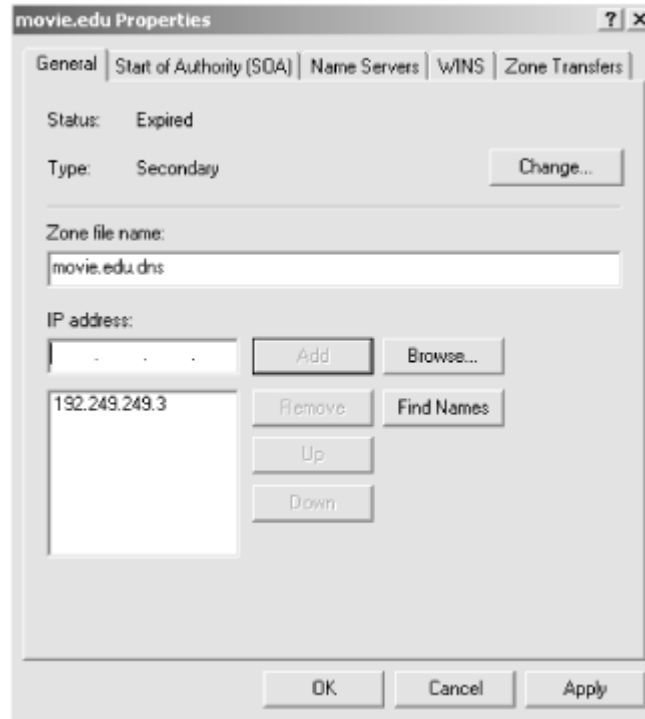 movie.edu Properties
General Start of Authority (SOA) Name Servers WINS Zone Transfers
Status: Expired
Type: Secondary Change...
Zone file name:
movie.edu.dns
IP address:
Add Browse...
192.249.249.3 Remove Find Names
Up
Down
OK Cancel Apply